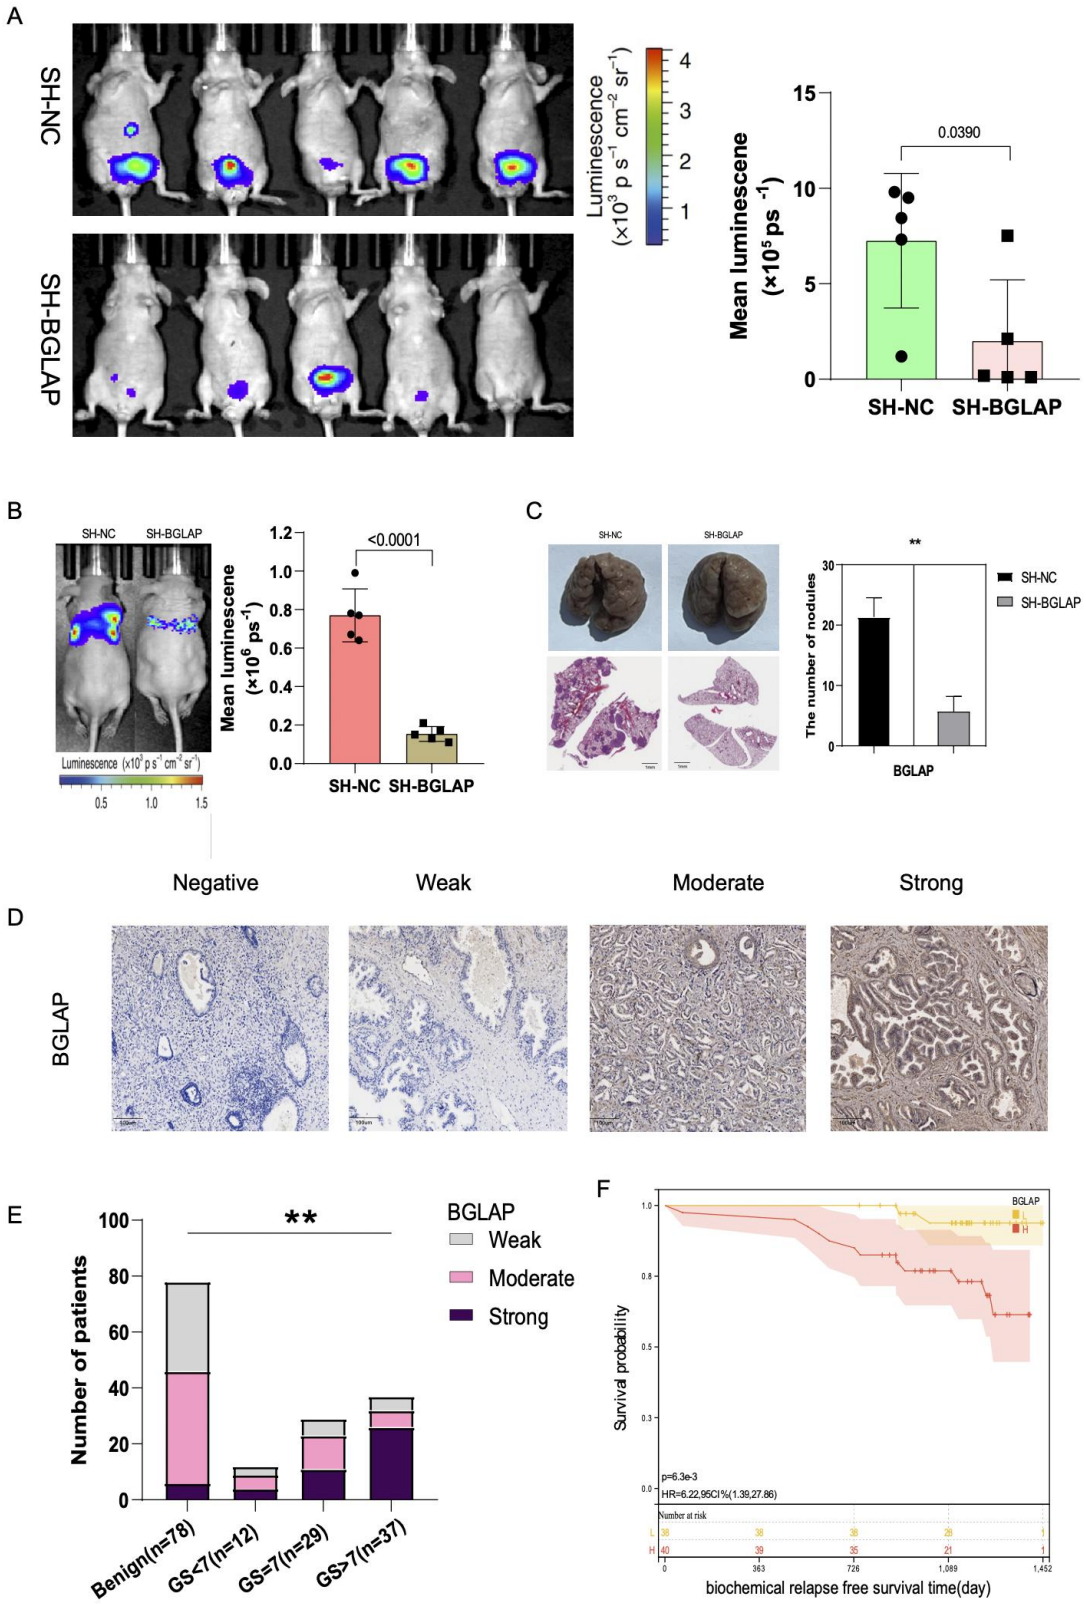 A
SH-NC
SH-BGLAP
Luminescence
(×10³ p s⁻¹ cm⁻² sr⁻¹)
4
3
2
1
Mean luminescene
(×10⁵ ps⁻¹)
15
10
5
0
0.0390
SH-NC SH-BGLAP
B
SH-NC SH-BGLAP
Luminescence (×10³ p s⁻¹ cm⁻² sr⁻¹)
0.5 1.0 1.5
Mean luminescene
(×10⁶ ps⁻¹)
1.2
1.0
0.8
0.6
0.4
0.2
0.0
<0.0001
SH-NC SH-BGLAP
C
SH-NC SH-BGLAP
1mm 1mm
The number of nodules
30
20
10
0
**
BGLAP
SH-NC
SH-BGLAP
Negative Weak Moderate Strong
D
BGLAP
100um 100um 100um 100um
E
Number of patients
100
80
60
40
20
0
**
BGLAP
Weak
Moderate
Strong
Benign(n=78)
GS<7(n=12)
GS=7(n=29)
GS>7(n=37)
F
Survival probability
1.0
0.8
0.5
0.3
0.0
BGLAP
L
H
p=6.3e-3
HR=6.22,95CI%(1.39,27.86)
Number at risk
L 38 38 38 28 1
H 40 39 35 21 1
0 363 726 1,089 1,452
biochemical relapse free survival time(day)